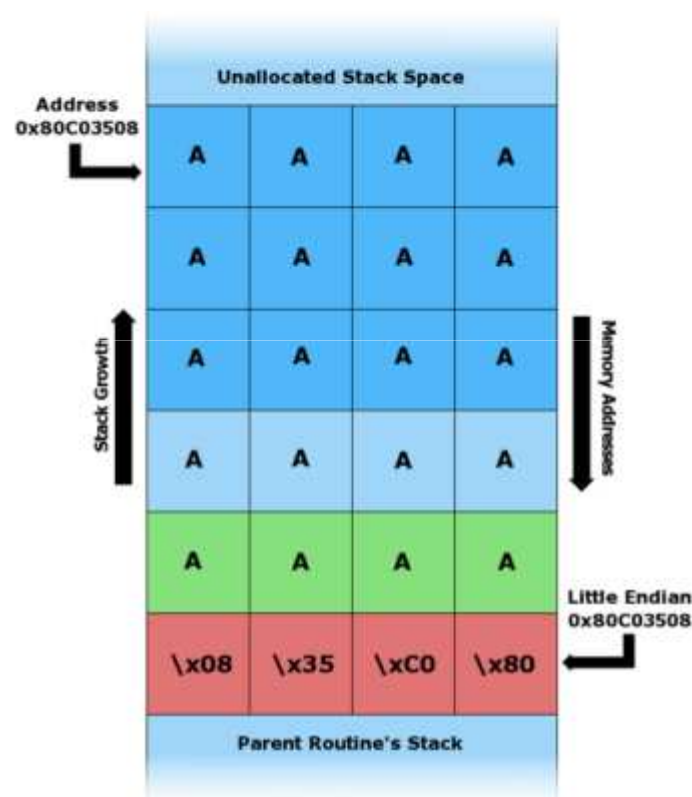 Unallocated Stack Space
Address
0x80C03508
A A A A
A A A A
Stack Growth
Memory Addresses
A A A A
A A A A
A A A A
Little Endian
0x80C03508
\x08 \x35 \xC0 \x80
Parent Routine's Stack